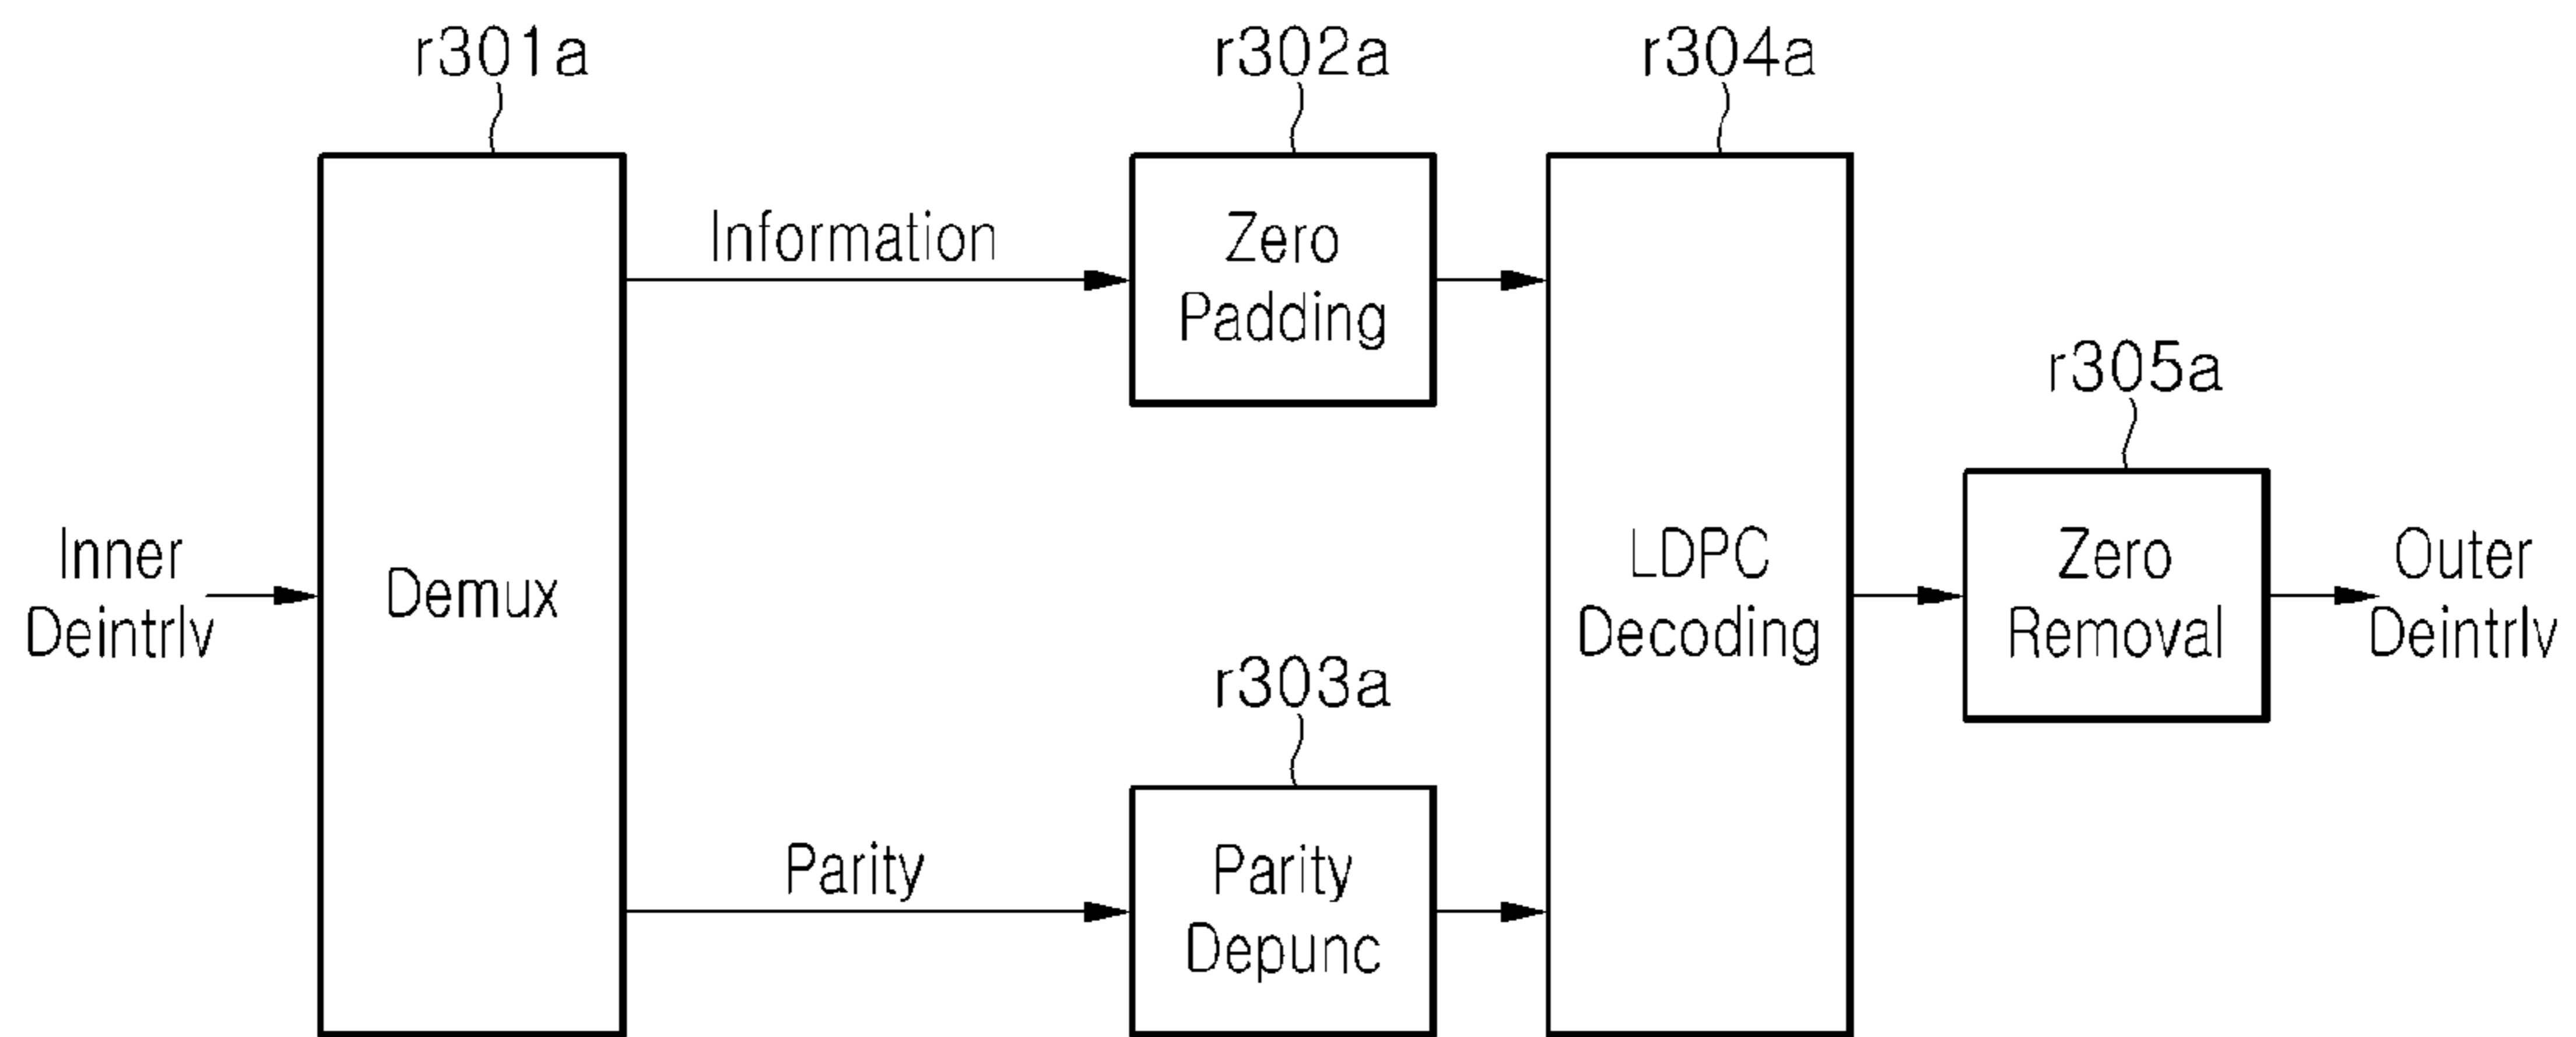 r301a
r302a
r304a
Information
Zero
Padding
r305a
Inner
Deintrlv
Demux
LDPC
Decoding
Zero
Removal
Outer
Deintrlv
r303a
Parity
Parity
Depunc